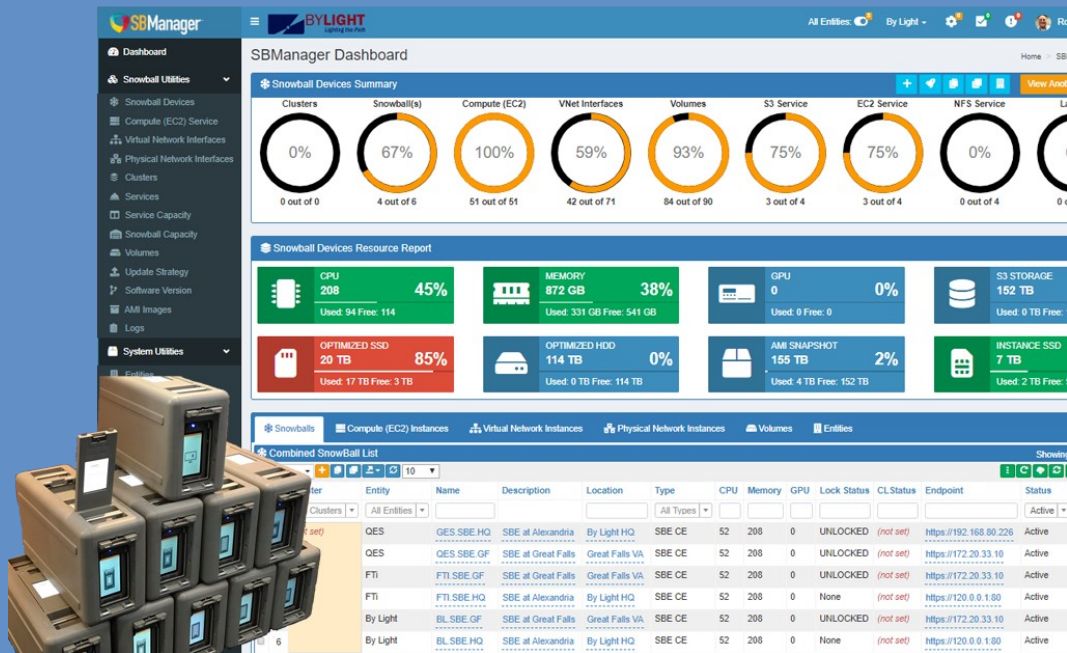 SBManager
BYLIGHT
Lighting the Path
All Entities:
By Light
Dashboard
SBManager Dashboard
Home > SB
Snowball Utilities
Snowball Devices
Compute (EC2) Service
Virtual Network Interfaces
Physical Network Interfaces
Clusters
Services
Service Capacity
Snowball Capacity
Volumes
Update Strategy
Software Version
AMI Images
Logs
System Utilities
Entities
Snowball Devices Summary
View Anot
Clusters Snowball(s) Compute (EC2) VNet Interfaces Volumes S3 Service EC2 Service NFS Service
0% 67% 100% 59% 93% 75% 75% 0%
0 out of 0 4 out of 6 51 out of 51 42 out of 71 84 out of 90 3 out of 4 3 out of 4 0 out of 4
Snowball Devices Resource Report
CPU
208 45%
Used: 94 Free: 114
MEMORY
872 GB 38%
Used: 331 GB Free: 541 GB
GPU
0 0%
Used: 0 Free: 0
S3 STORAGE
152 TB
Used: 0 TB Free:
OPTIMIZED SSD
20 TB 85%
Used: 17 TB Free: 3 TB
OPTIMIZED HDD
114 TB 0%
Used: 0 TB Free: 114 TB
AMI SNAPSHOT
155 TB 2%
Used: 4 TB Free: 152 TB
INSTANCE SSD
7 TB
Used: 2 TB Free:
Snowballs Compute (EC2) Instances Virtual Network Instances Physical Network Instances Volumes Entities
Combined SnowBall List Showing
10
ster Entity Name Description Location Type CPU Memory GPU Lock Status CLStatus Endpoint Status
Clusters All Entities All Types Active
set) QES GES.SBE.HQ SBE at Alexandria By Light HQ SBE CE 52 208 0 UNLOCKED (not set) https://192.168.80.226 Active
QES QES.SBE.GF SBE at Great Falls Great Falls VA SBE CE 52 208 0 UNLOCKED (not set) https://172.20.33.10 Active
FTi FTI.SBE.GF SBE at Great Falls Great Falls VA SBE CE 52 208 0 UNLOCKED (not set) https://172.20.33.10 Active
FTi FTI.SBE.HQ SBE at Alexandria By Light HQ SBE CE 52 208 0 None (not set) https://120.0.0.1:80 Active
By Light BL.SBE.GF SBE at Great Falls Great Falls VA SBE CE 52 208 0 UNLOCKED (not set) https://172.20.33.10 Active
6 By Light BL.SBE.HQ SBE at Alexandria By Light HQ SBE CE 52 208 0 None (not set) https://120.0.0.1:80 Active